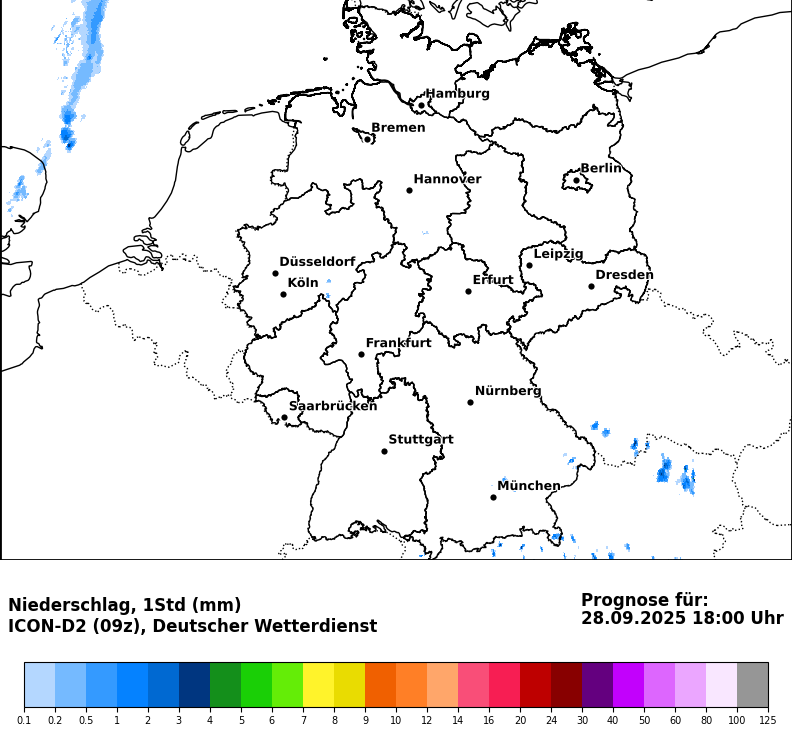 Hamburg
Bremen
Berlin
Hannover
Leipzig
Düsseldorf
Dresden
Köln
Erfurt
Frankfurt
Nürnberg
Saarbrücken
Stuttgart
München
Niederschlag, 1Std (mm)
ICON-D2 (09z), Deutscher Wetterdienst
Prognose für:
28.09.2025 18:00 Uhr
0.1 0.2 0.5 1 2 3 4 5 6 7 8 9 10 12 14 16 20 24 30 40 50 60 80 100 125